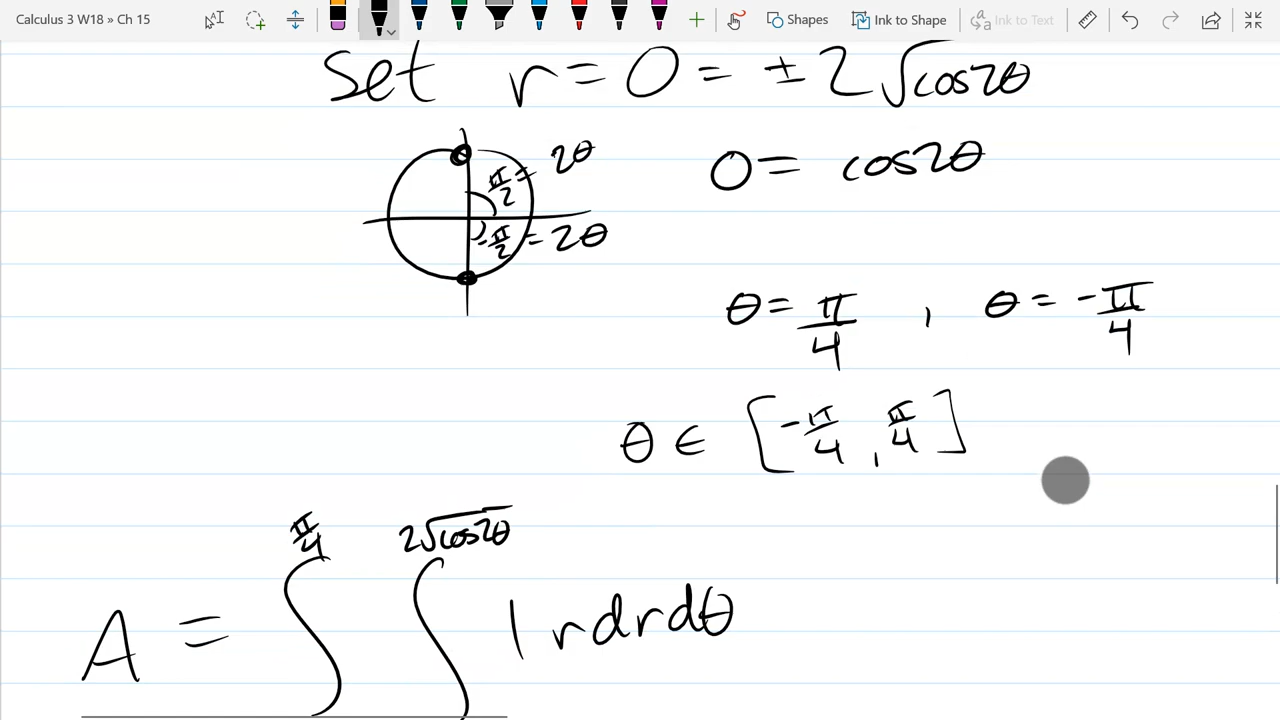 Calculus 3 W18 » Ch 15
Shapes
Ink to Shape
Ink to Text
Set r = 0 = ± 2 √cos2θ
π/2 = 2θ
-π/2 = 2θ
0 = cos2θ
θ = π/4 , θ = -π/4
θ ∈ [-π/4, π/4]
π/4 2√cos2θ
A = ∫ ∫ 1 r dr dθ